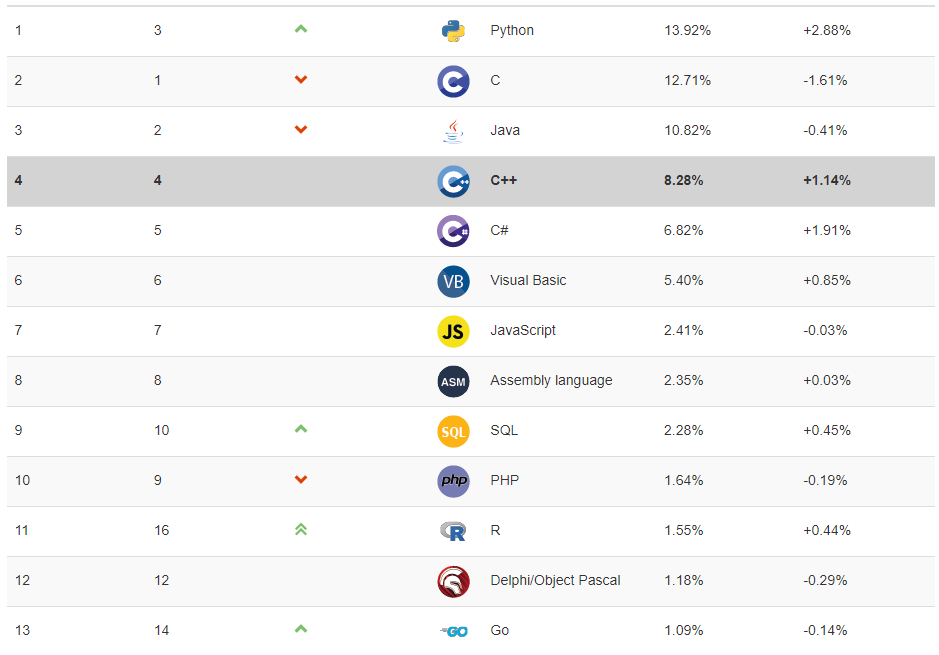 1 3 Python 13.92% +2.88%
2 1 C C 12.71% -1.61%
3 2 Java 10.82% -0.41%
4 4 C++ C++ 8.28% +1.14%
5 5 C# C# 6.82% +1.91%
6 6 VB Visual Basic 5.40% +0.85%
7 7 JS JavaScript 2.41% -0.03%
8 8 ASM Assembly language 2.35% +0.03%
9 10 SQL SQL 2.28% +0.45%
10 9 php PHP 1.64% -0.19%
11 16 R R 1.55% +0.44%
12 12 Delphi/Object Pascal 1.18% -0.29%
13 14 GO Go 1.09% -0.14%